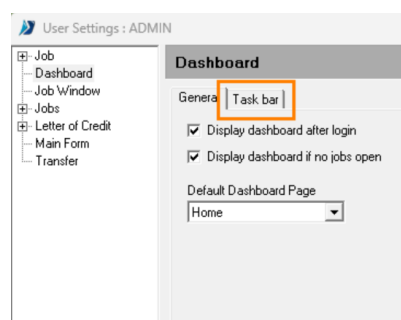 User Settings : ADMIN
Job
Dashboard
Job Window
Jobs
Letter of Credit
Main Form
Transfer
Dashboard
Genera
Task bar
Display dashboard after login
Display dashboard if no jobs open
Default Dashboard Page
Home